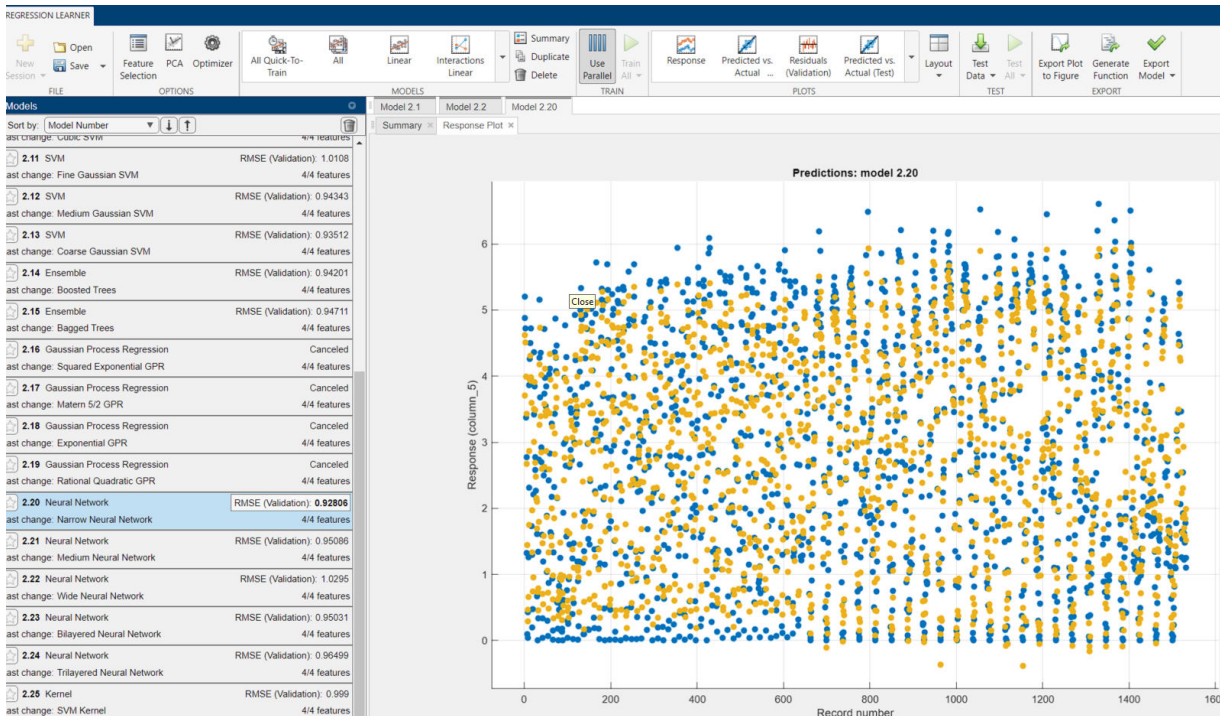 REGRESSION LEARNER
New Session
Open
Save
FILE
Feature Selection
PCA
Optimizer
OPTIONS
All Quick-To-Train
All
Linear
Interactions Linear
MODELS
Summary
Duplicate
Delete
Use Parallel
Train All
TRAIN
Response
Predicted vs. Actual ...
Residuals (Validation)
Predicted vs. Actual (Test)
PLOTS
Layout
Test Data
Test All
TEST
Export Plot to Figure
Generate Function
Export Model
EXPORT
Models
Sort by: Model Number
ast change: Cubic SVM 4/4 features
2.11 SVM RMSE (Validation): 1.0108
ast change: Fine Gaussian SVM 4/4 features
2.12 SVM RMSE (Validation): 0.94343
ast change: Medium Gaussian SVM 4/4 features
2.13 SVM RMSE (Validation): 0.93512
ast change: Coarse Gaussian SVM 4/4 features
2.14 Ensemble RMSE (Validation): 0.94201
ast change: Boosted Trees 4/4 features
2.15 Ensemble RMSE (Validation): 0.94711
ast change: Bagged Trees 4/4 features
2.16 Gaussian Process Regression Canceled
ast change: Squared Exponential GPR 4/4 features
2.17 Gaussian Process Regression Canceled
ast change: Matern 5/2 GPR 4/4 features
2.18 Gaussian Process Regression Canceled
ast change: Exponential GPR 4/4 features
2.19 Gaussian Process Regression Canceled
ast change: Rational Quadratic GPR 4/4 features
2.20 Neural Network RMSE (Validation): 0.92806
ast change: Narrow Neural Network 4/4 features
2.21 Neural Network RMSE (Validation): 0.95086
ast change: Medium Neural Network 4/4 features
2.22 Neural Network RMSE (Validation): 1.0295
ast change: Wide Neural Network 4/4 features
2.23 Neural Network RMSE (Validation): 0.95031
ast change: Bilayered Neural Network 4/4 features
2.24 Neural Network RMSE (Validation): 0.96499
ast change: Trilayered Neural Network 4/4 features
2.25 Kernel RMSE (Validation): 0.999
ast change: SVM Kernel 4/4 features
Model 2.1 Model 2.2 Model 2.20
Summary Response Plot
Predictions: model 2.20
Close
Response (column_5)
6
5
4
3
2
1
0
0 200 400 600 800 1000 1200 1400 1600
Record number